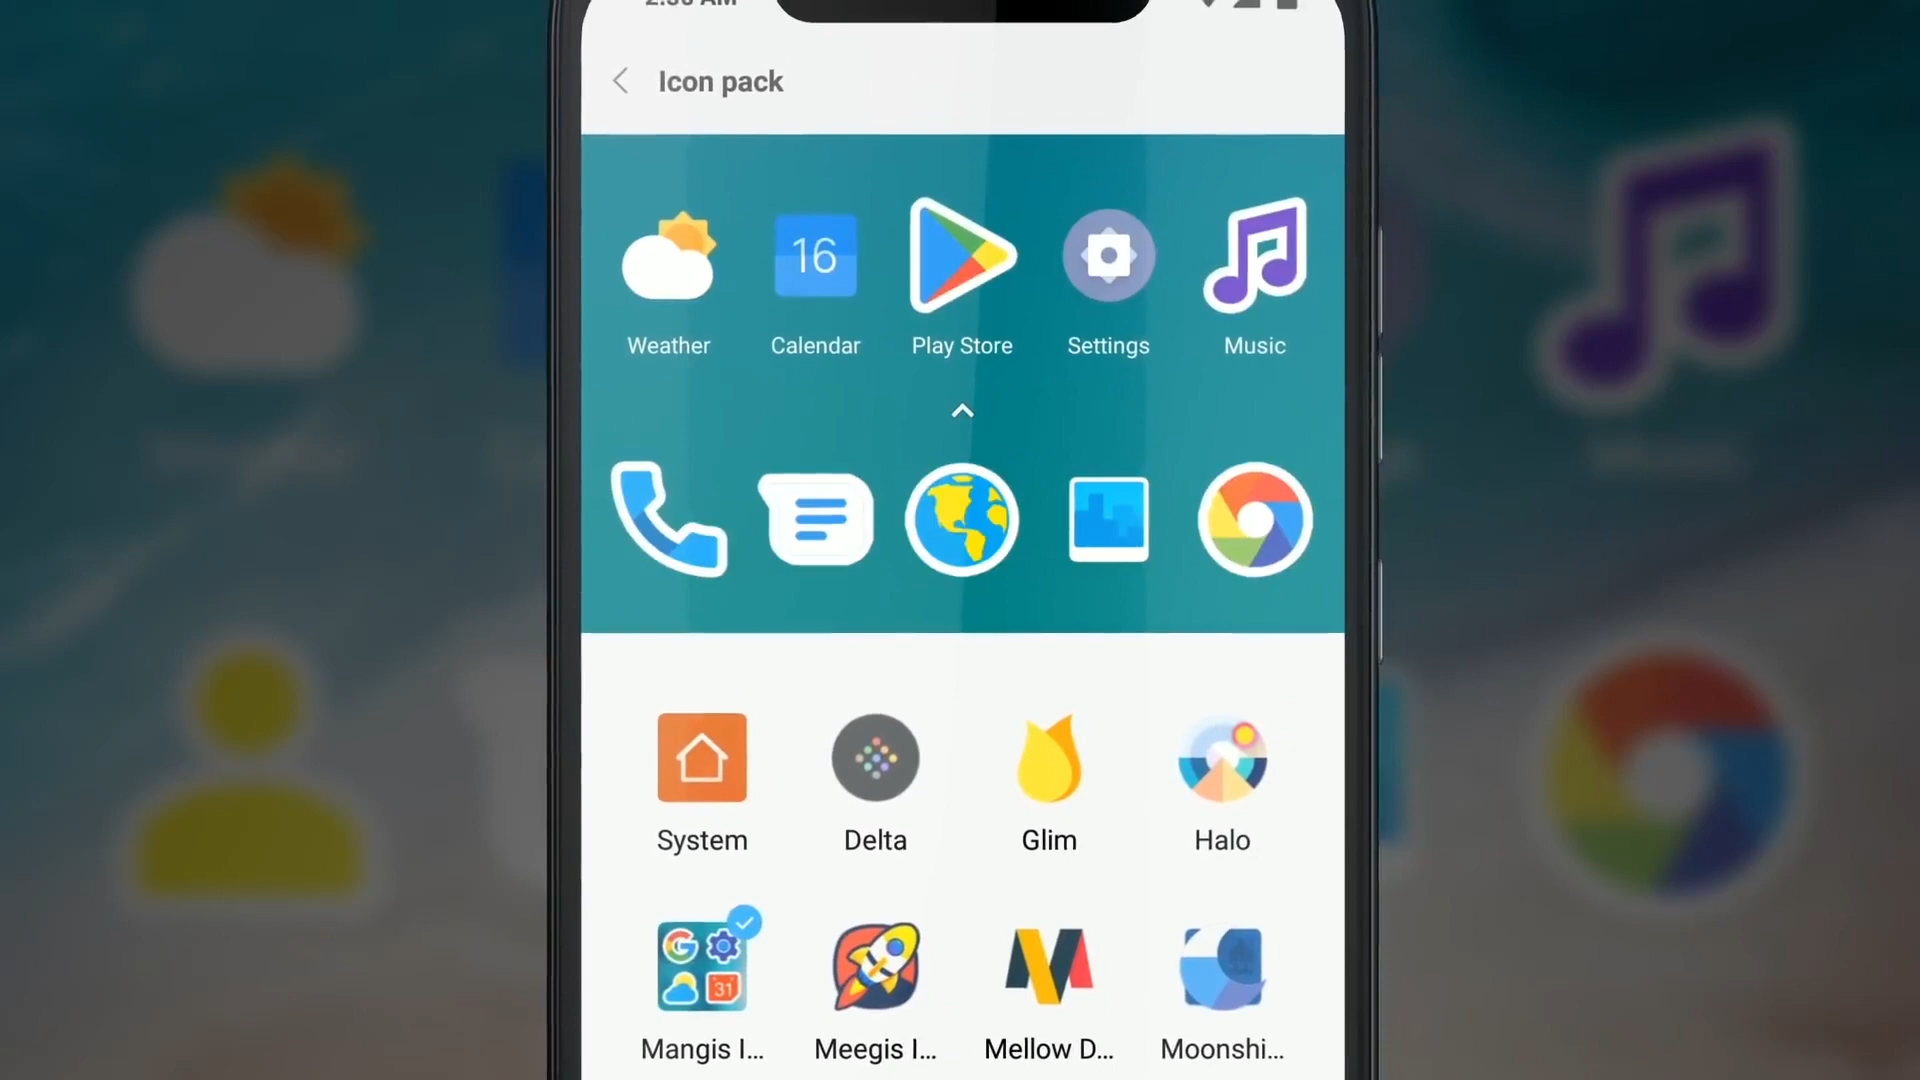 Icon pack
16
Weather Calendar Play Store Settings Music
System Delta Glim Halo
31
Mangis I... Meegis I... Mellow D... Moonshi...